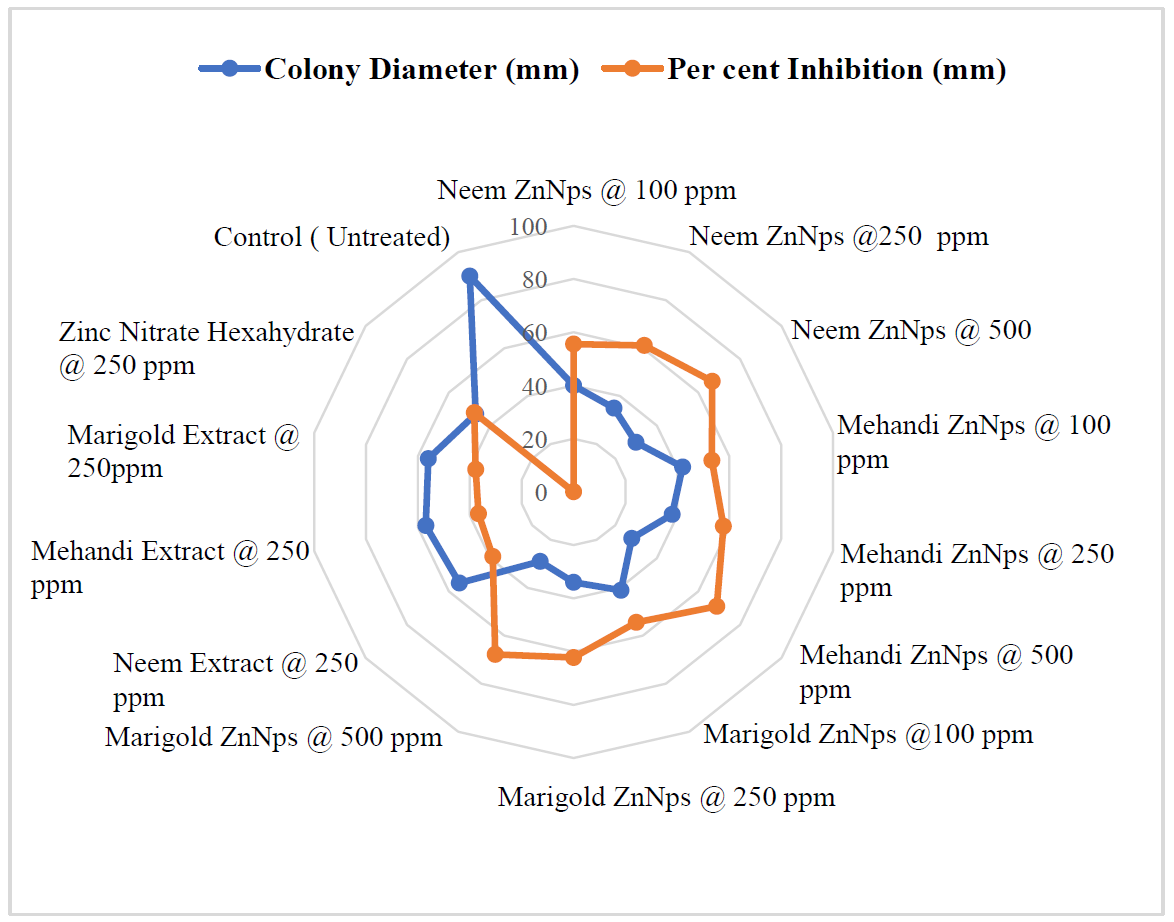 Colony Diameter (mm)
Per cent Inhibition (mm)
Neem ZnNps @ 100 ppm
Neem ZnNps @250 ppm
Neem ZnNps @ 500
Mehandi ZnNps @ 100
ppm
Mehandi ZnNps @ 250
ppm
Mehandi ZnNps @ 500
ppm
Marigold ZnNps @100 ppm
Marigold ZnNps @ 250 ppm
Marigold ZnNps @ 500 ppm
Neem Extract @ 250
ppm
Mehandi Extract @ 250
ppm
Marigold Extract @
250ppm
Zinc Nitrate Hexahydrate
@ 250 ppm
Control ( Untreated)
100
80
60
40
20
0